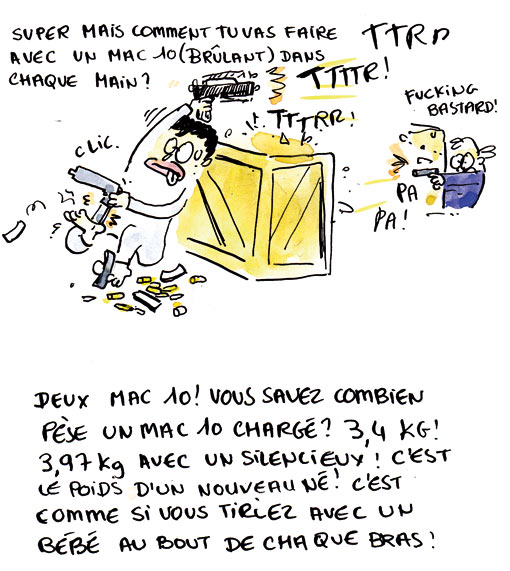 SUPER MAIS COMMENT TU VAS FAIRE
AVEC UN MAC 10 (BRÛLANT) DANS
CHAQUE MAIN?
TTRR
TTTTR!
TTTRR!
FUCKING
BASTARD!
CLIC.
PA
PA!
DEUX MAC 10! VOUS SAVEZ COMBIEN
PÈSE UN MAC 10 CHARGÉ? 3,4 KG!
3,97 kg AVEC UN SILENCIEUX! C'EST
LE POIDS D'UN NOUVEAU NÉ! C'EST
COMME SI VOUS TIRIEZ AVEC UN
BÉBÉ AU BOUT DE CHAQUE BRAS!